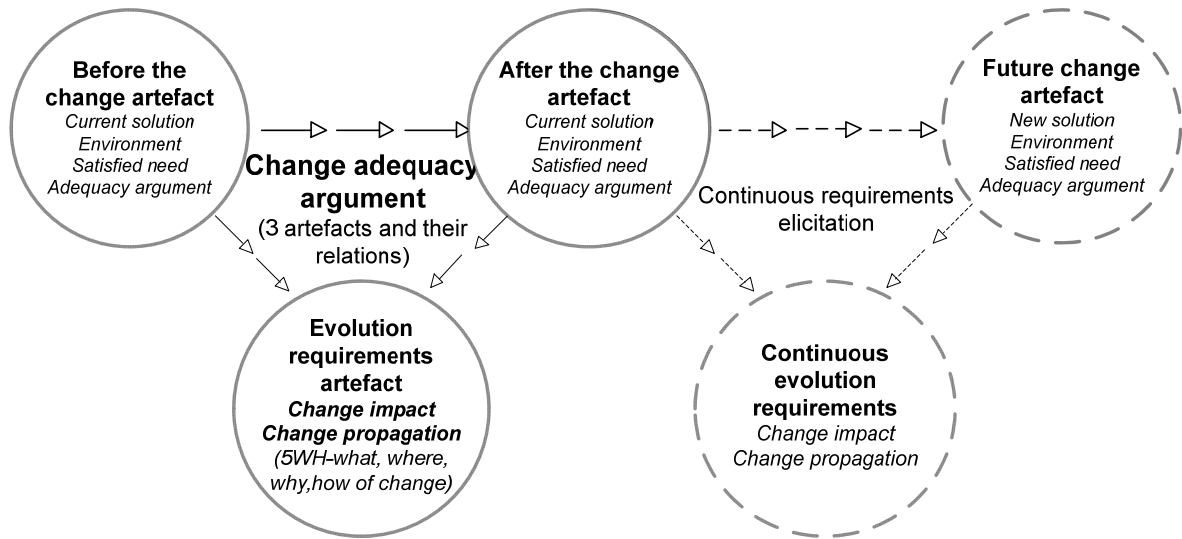 Before the
change artefact
Current solution
Environment
Satisfied need
Adequacy argument
Change adequacy
argument
(3 artefacts and their
relations)
After the change
artefact
Current solution
Environment
Satisfied need
Adequacy argument
Continuous requirements
elicitation
Future change
artefact
New solution
Environment
Satisfied need
Adequacy argument
Evolution
requirements
artefact
Change impact
Change propagation
(5WH-what, where,
why,how of change)
Continuous
evolution
requirements
Change impact
Change propagation